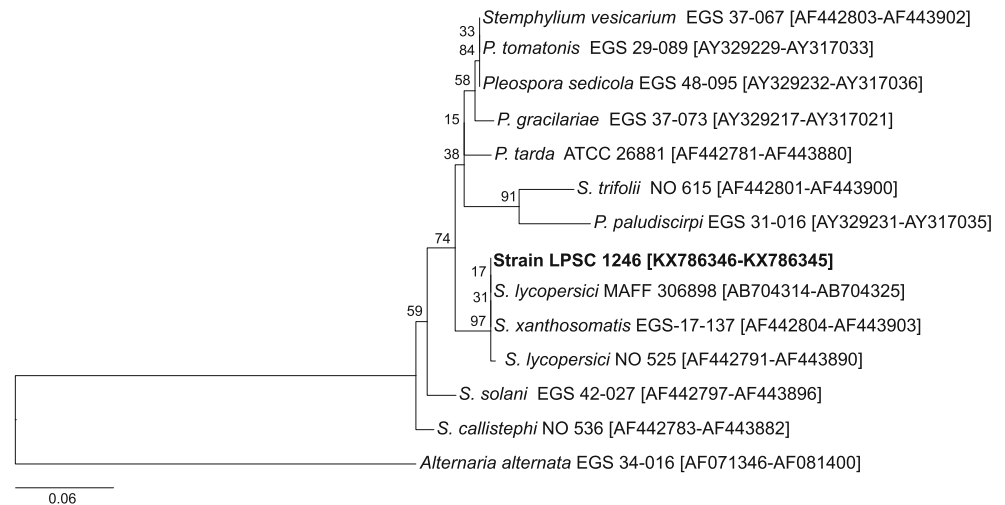 Stemphylium vesicarium EGS 37-067 [AF442803-AF443902]
33
84
P. tomatonis EGS 29-089 [AY329229-AY317033]
58
Pleospora sedicola EGS 48-095 [AY329232-AY317036]
15
P. gracilariae EGS 37-073 [AY329217-AY317021]
38
P. tarda ATCC 26881 [AF442781-AF443880]
S. trifolii NO 615 [AF442801-AF443900]
91
P. paludiscirpi EGS 31-016 [AY329231-AY317035]
74
Strain LPSC 1246 [KX786346-KX786345]
17
S. lycopersici MAFF 306898 [AB704314-AB704325]
31
59
97
S. xanthosomatis EGS-17-137 [AF442804-AF443903]
S. lycopersici NO 525 [AF442791-AF443890]
S. solani EGS 42-027 [AF442797-AF443896]
S. callistephi NO 536 [AF442783-AF443882]
Alternaria alternata EGS 34-016 [AF071346-AF081400]
0.06